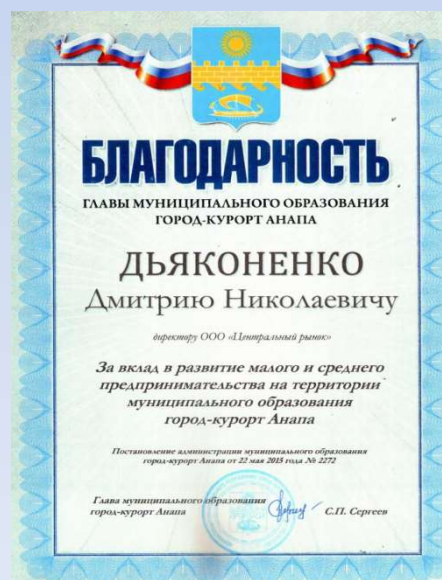 БЛАГОДАРНОСТЬ
ГЛАВЫ МУНИЦИПАЛЬНОГО ОБРАЗОВАНИЯ
ГОРОД-КУРОРТ АНАПА
ДЬЯКОНЕНКО
Дмитрию Николаевичу
директору ООО «Центральный рынок»
За вклад в развитие малого и среднего
предпринимательства на территории
муниципального образования
город-курорт Анапа
Постановление администрации муниципального образования
город-курорт Анапа от 22 мая 2015 года № 2272
Глава муниципального образования
город-курорт Анапа С.П. Сергеев